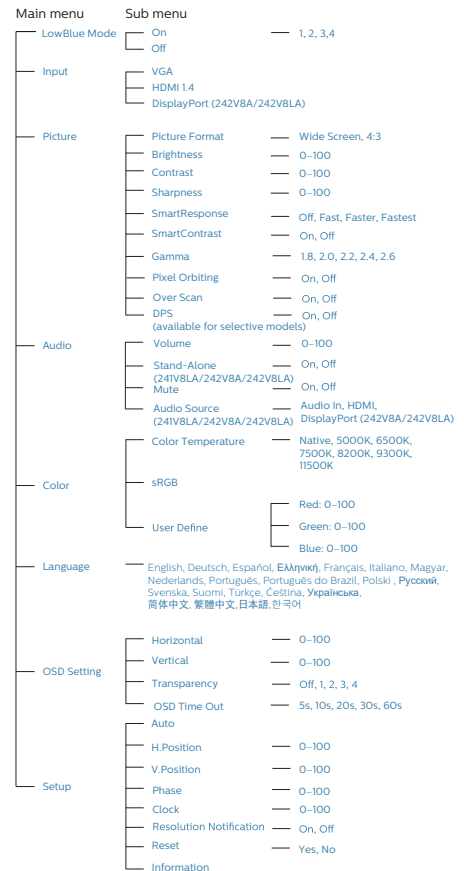 Main menu Sub menu
LowBlue Mode On 1, 2, 3,4
Off
Input VGA
HDMI 1.4
DisplayPort (242V8A/242V8LA)
Picture Picture Format Wide Screen, 4:3
Brightness 0–100
Contrast 0–100
Sharpness 0–100
SmartResponse Off, Fast, Faster, Fastest
SmartContrast On, Off
Gamma 1.8, 2.0, 2.2, 2.4, 2.6
Pixel Orbiting On, Off
Over Scan On, Off
DPS On, Off
(available for selective models)
Audio Volume 0–100
Stand-Alone On, Off
(241V8LA/242V8A/242V8LA)
Mute On, Off
Audio Source Audio In, HDMI,
(241V8LA/242V8A/242V8LA) DisplayPort (242V8A/242V8LA)
Color Temperature Native, 5000K, 6500K,
7500K, 8200K, 9300K,
11500K
Color sRGB
Red: 0–100
User Define Green: 0–100
Blue: 0–100
Language English, Deutsch, Español, Ελληνική, Français, Italiano, Magyar,
Nederlands, Português, Português do Brazil, Polski , Русский,
Svenska, Suomi, Türkçe, Čeština, Українська,
简体中文, 繁體中文,日本語,한국어
Horizontal 0–100
Vertical 0–100
OSD Setting
Transparency Off, 1, 2, 3, 4
OSD Time Out 5s, 10s, 20s, 30s, 60s
Auto
H.Position 0–100
V.Position 0–100
Setup Phase 0–100
Clock 0–100
Resolution Notification On, Off
Reset Yes, No
Information